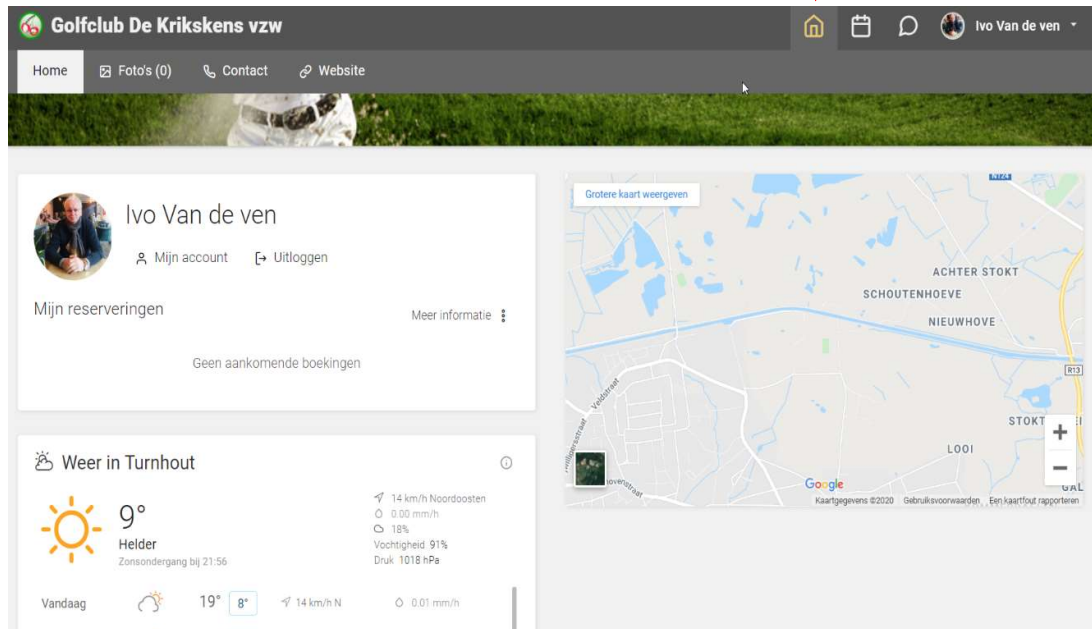 Golfclub De Krikskens vzw
Ivo Van de ven
Home
Foto's (0)
Contact
Website
Ivo Van de ven
Mijn account
Uitloggen
Mijn reserveringen
Meer informatie
Geen aankomende boekingen
Weer in Turnhout
9°
Helder
Zonsondergang bij 21:56
14 km/h Noordoosten
0.00 mm/h
18%
Vochtigheid 91%
Druk 1018 hPa
Vandaag
19°
8°
14 km/h N
0.01 mm/h
Grotere kaart weergeven
N124
ACHTER STOKT
SCHOUTENHOEVE
NIEUWHOVE
R13
Veldstraat
STOKT
LOOI
Google
Kaartgegevens ©2020
Gebruiksvoorwaarden
Een kaartfout rapporteren